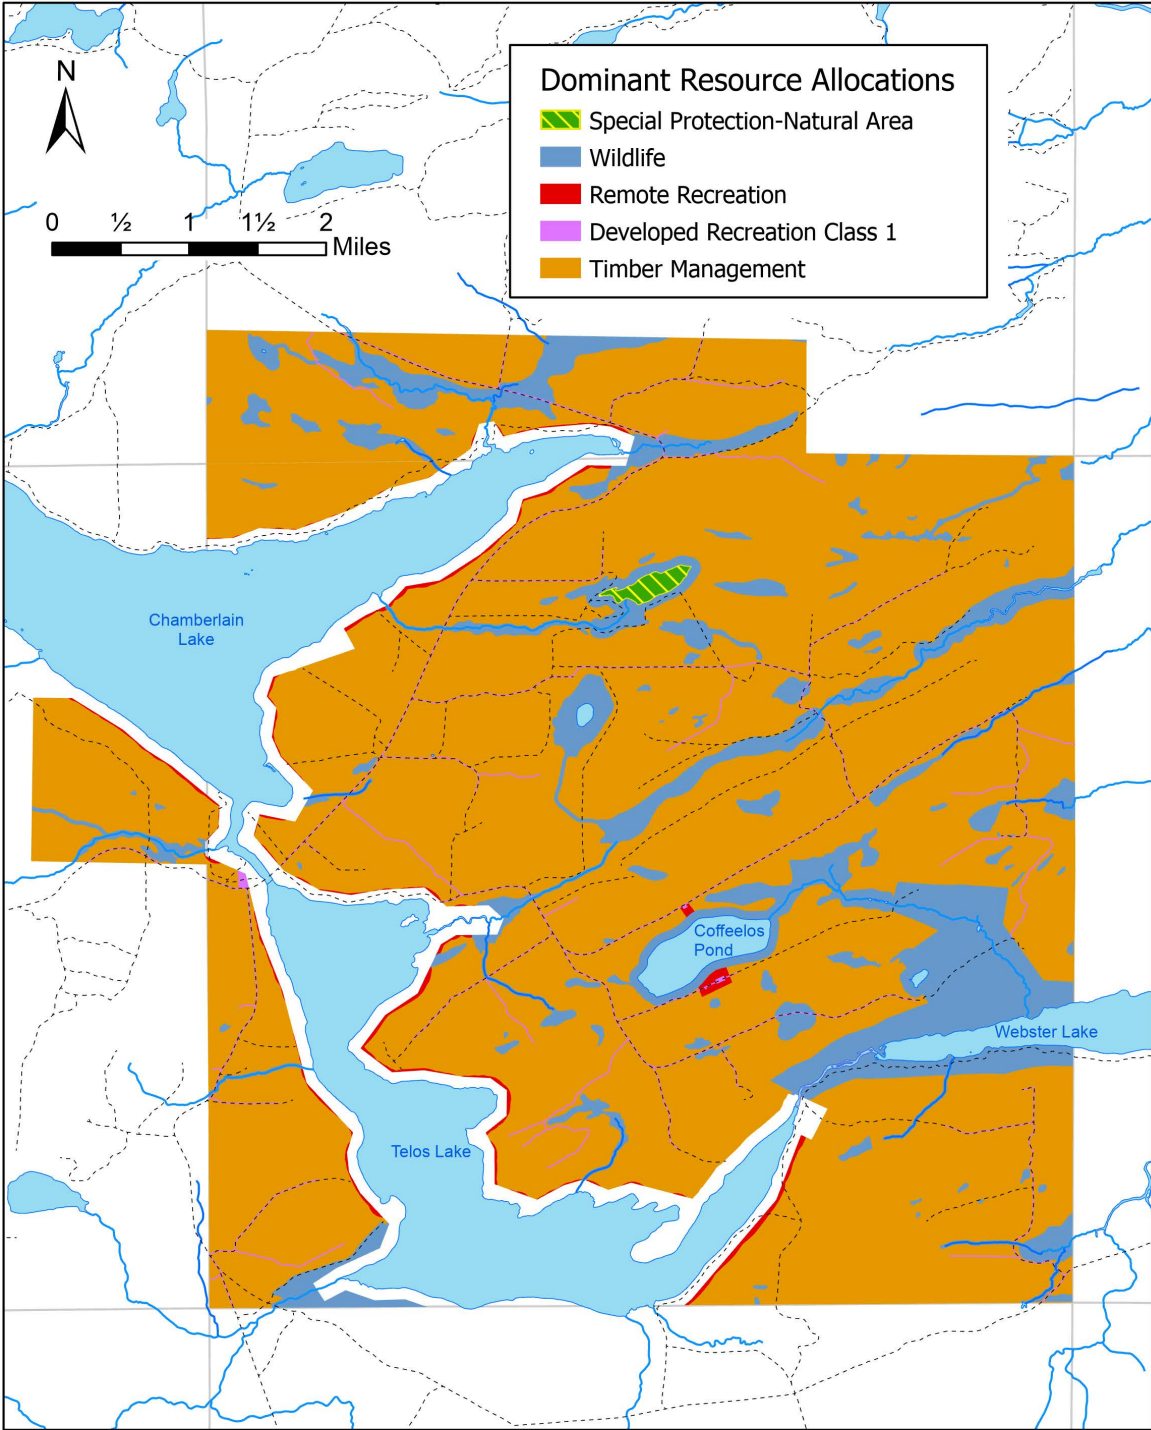 Dominant Resource Allocations
Special Protection-Natural Area
Wildlife
Remote Recreation
Developed Recreation Class 1
Timber Management
N
0 ½ 1 1½ 2
Miles
Chamberlain
Lake
Coffeelos
Pond
Webster Lake
Telos Lake